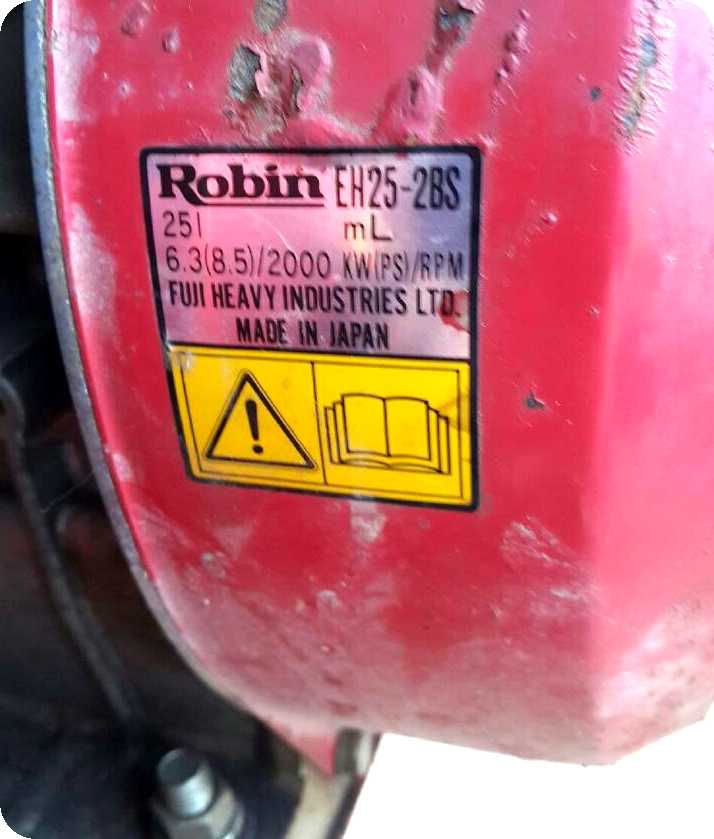 Robin EH25-2BS
251 mL
6.3(8.5)/2000 KW(PS)/RPM
FUJI HEAVY INDUSTRIES LTD.
MADE IN JAPAN